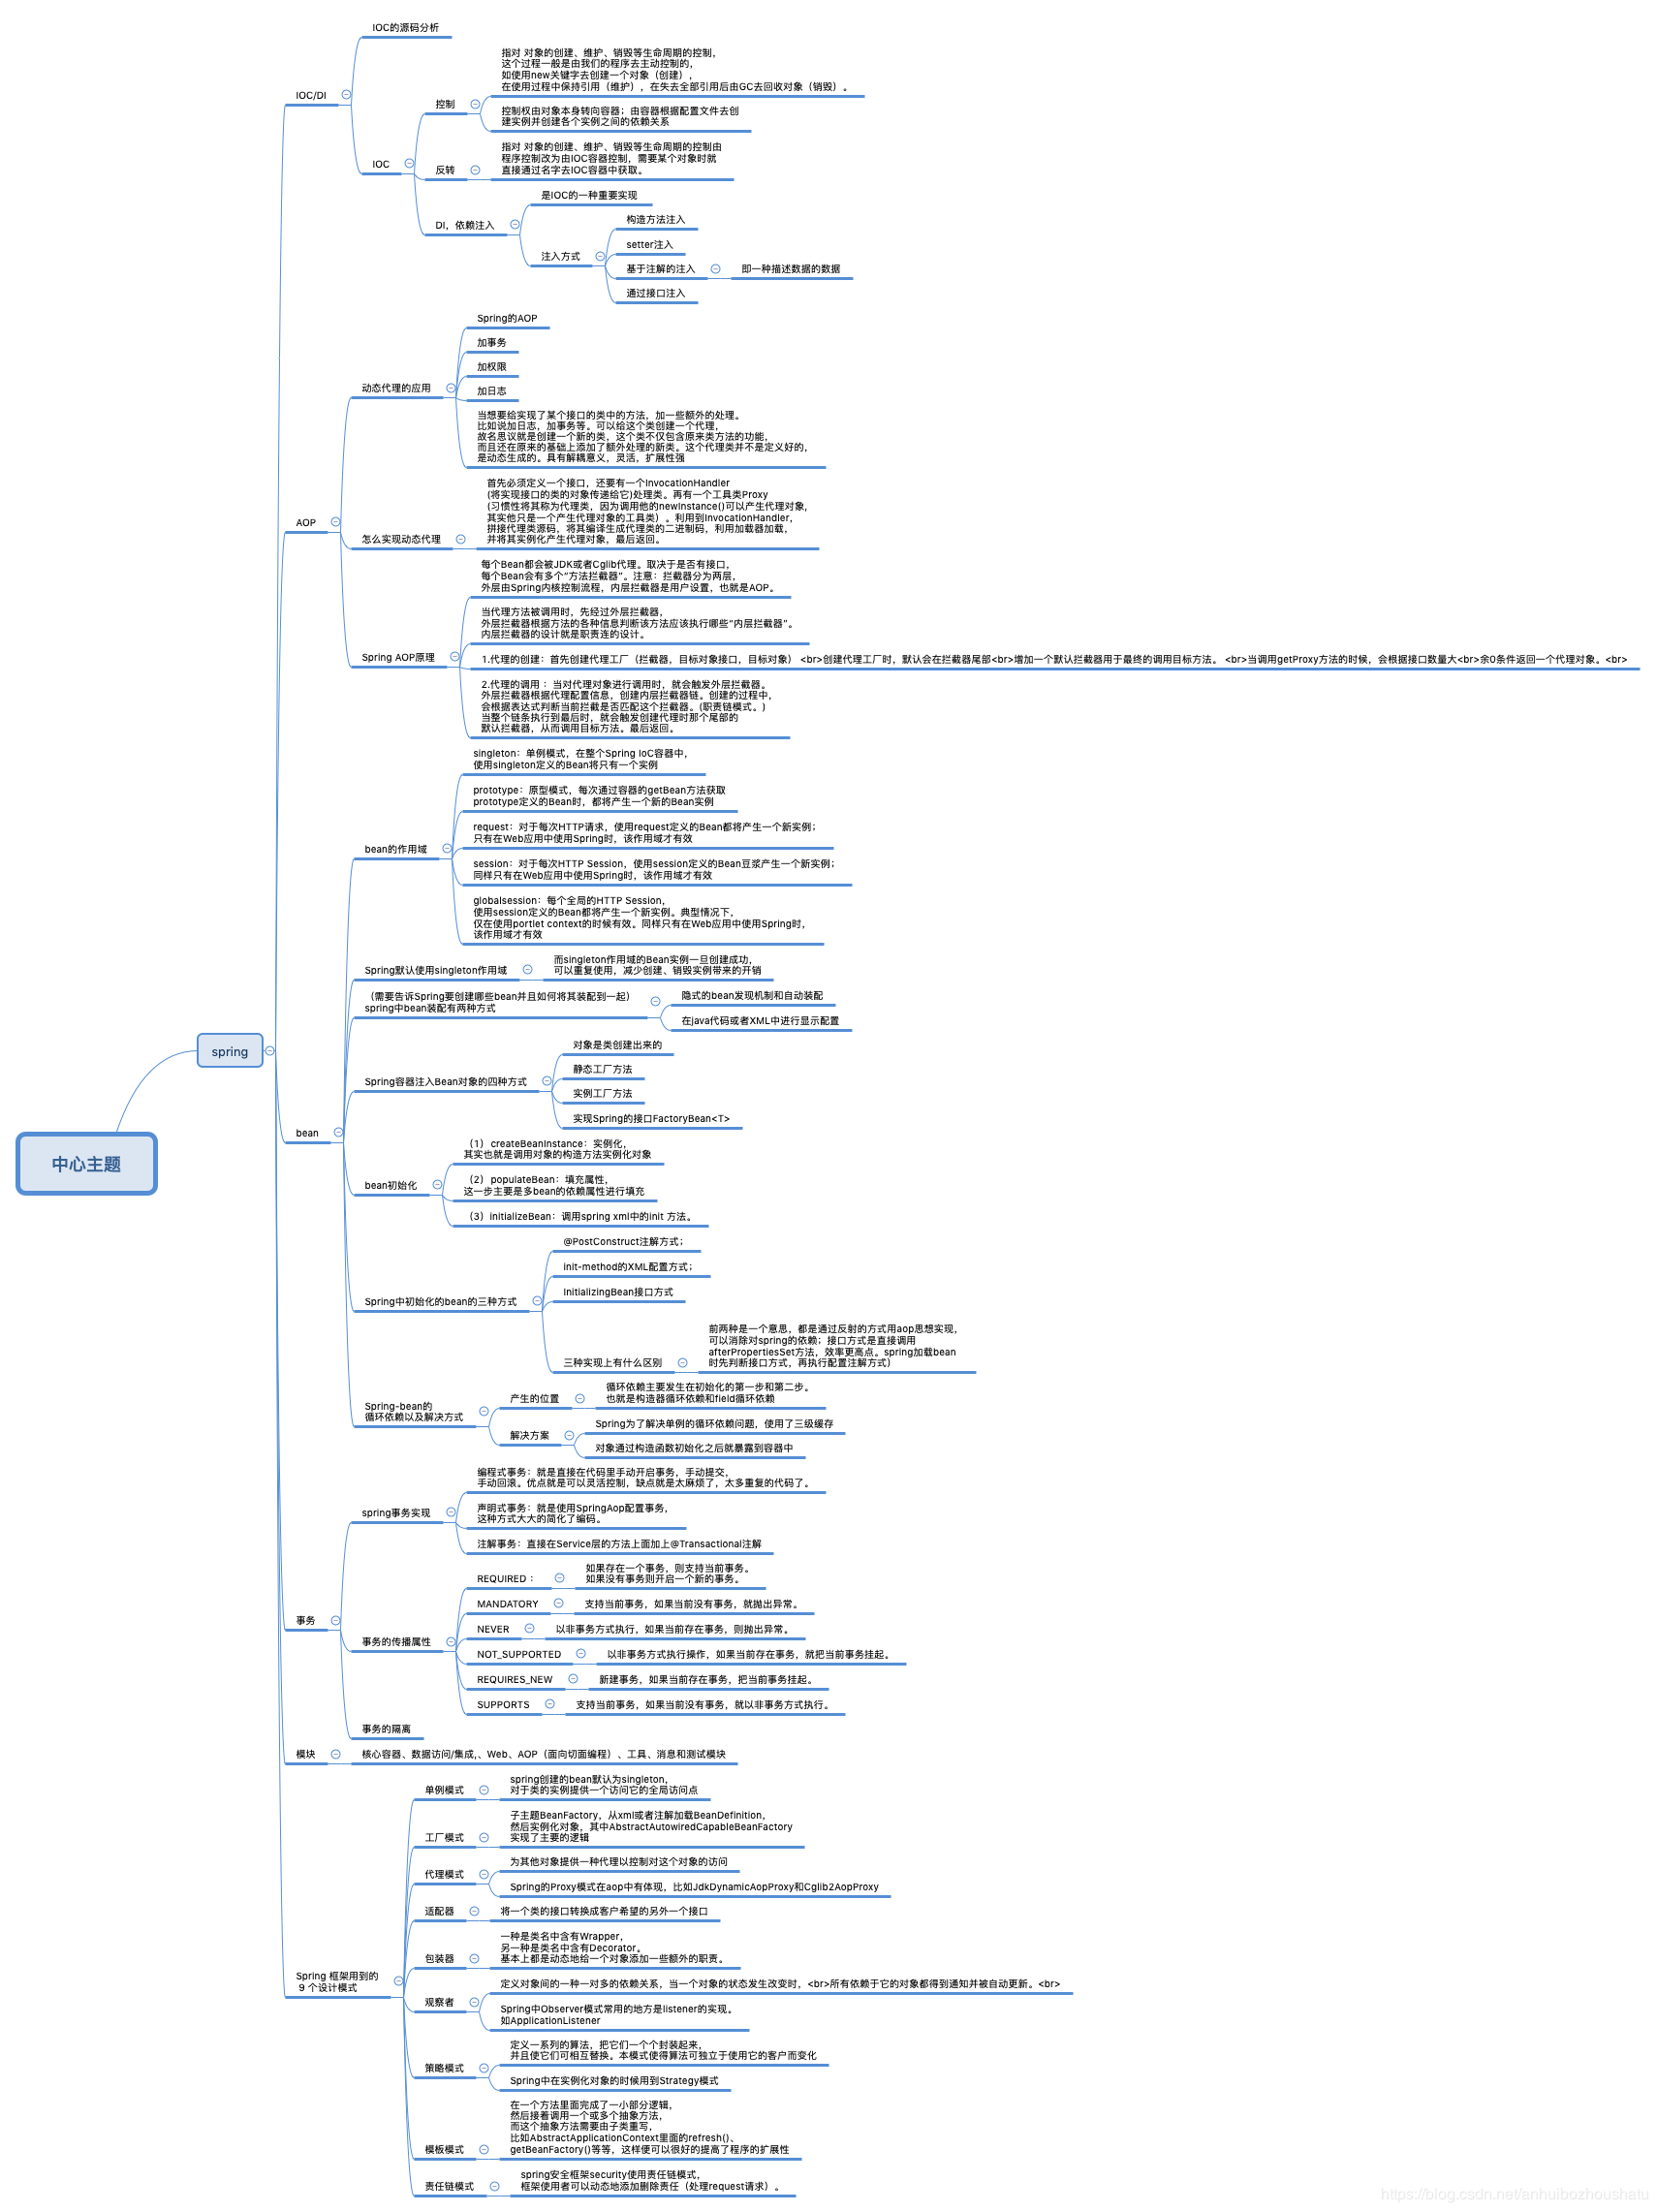 IOC的源码分析
指对 对象的创建、维护、销毁等生命周期的控制,
这个过程一般是由我们的程序去主动控制的,
如使用new关键字去创建一个对象（创建）,
在使用过程中保持引用（维护）, 在失去全部引用后由GC去回收对象（销毁）。
IOC/DI
控制
控制权由对象本身转向容器；由容器根据配置文件去创
建实例并创建各个实例之间的依赖关系
指对 对象的创建、维护、销毁等生命周期的控制由
程序控制改为由IOC容器控制，需要某个对象时就
直接通过名字去IOC容器中获取。
IOC
反转
是IOC的一种重要实现
DI，依赖注入
构造方法注入
setter注入
注入方式
基于注解的注入
即一种描述数据的数据
通过接口注入
Spring的AOP
加事务
加权限
动态代理的应用
加日志
当想要给实现了某个接口的类中的方法，加一些额外的处理。
比如说加日志，加事务等。可以给这个类创建一个代理，
故名思议就是创建一个新的类，这个类不仅包含原来类方法的功能，
而且还在原来的基础上添加了额外处理的新类。这个代理类并不是定义好的，
是动态生成的。具有解耦意义，灵活，扩展性强
首先必须定义一个接口，还要有一个InvocationHandler
(将实现接口的类的对象传递给它)处理类。再有一个工具类Proxy
(习惯性将其称为代理类，因为调用他的newInstance()可以产生代理对象,
其实他只是一个产生代理对象的工具类）。利用到InvocationHandler，
拼接代理类源码，将其编译生成代理类的二进制码，利用加载器加载，
并将其实例化产生代理对象，最后返回。
AOP
怎么实现动态代理
每个Bean都会被JDK或者Cglib代理。取决于是否有接口，
每个Bean会有多个“方法拦截器”。注意：拦截器分为两层，
外层由Spring内核控制流程，内层拦截器是用户设置，也就是AOP。
当代理方法被调用时，先经过外层拦截器，
外层拦截器根据方法的各种信息判断该方法应该执行哪些“内层拦截器”。
内层拦截器的设计就是职责连的设计。
Spring AOP原理
1.代理的创建：首先创建代理工厂（拦截器，目标对象接口，目标对象） <br>创建代理工厂时，默认会在拦截器尾部<br>增加一个默认拦截器用于最终的调用目标方法。 <br>当调用getProxy方法的时候，会根据接口数量大<br>余0条件返回一个代理对象。<br>
2.代理的调用 ：当对代理对象进行调用时，就会触发外层拦截器。
外层拦截器根据代理配置信息，创建内层拦截器链。创建的过程中，
会根据表达式判断当前拦截是否匹配这个拦截器。(职责链模式。)
当整个链条执行到最后时，就会触发创建代理时那个尾部的
默认拦截器，从而调用目标方法。最后返回。
singleton：单例模式，在整个Spring IoC容器中，
使用singleton定义的Bean将只有一个实例
prototype：原型模式，每次通过容器的getBean方法获取
prototype定义的Bean时，都将产生一个新的Bean实例
request：对于每次HTTP请求，使用request定义的Bean都将产生一个新实例；
只有在Web应用中使用Spring时，该作用域才有效
bean的作用域
session：对于每次HTTP Session，使用session定义的Bean豆浆产生一个新实例；
同样只有在Web应用中使用Spring时，该作用域才有效
globalsession：每个全局的HTTP Session，
使用session定义的Bean都将产生一个新实例。典型情况下，
仅在使用portlet context的时候有效。同样只有在Web应用中使用Spring时，
该作用域才有效
Spring默认使用singleton作用域
而singleton作用域的Bean实例一旦创建成功，
可以重复使用，减少创建、销毁实例带来的开销
（需要告诉Spring要创建哪些bean并且如何将其装配到一起）
spring中bean装配有两种方式
隐式的bean发现机制和自动装配
在java代码或者XML中进行显示配置
spring
对象是类创建出来的
静态工厂方法
Spring容器注入Bean对象的四种方式
实例工厂方法
实现Spring的接口FactoryBean<T>
bean
中心主题
（1）createBeanInstance：实例化，
其实也就是调用对象的构造方法实例化对象
bean初始化
（2）populateBean：填充属性，
这一步主要是多bean的依赖属性进行填充
（3）initializeBean：调用spring xml中的init 方法。
@PostConstruct注解方式；
init-method的XML配置方式；
Spring中初始化的bean的三种方式
InitializingBean接口方式
三种实现上有什么区别
前两种是一个意思，都是通过反射的方式用aop思想实现，
可以消除对spring的依赖；接口方式是直接调用
afterPropertiesSet方法，效率更高点。spring加载bean
时先判断接口方式，再执行配置注解方式)
Spring-bean的
循环依赖以及解决方式
产生的位置
循环依赖主要发生在初始化的第一步和第二步。
也就是构造器循环依赖和field循环依赖
解决方案
Spring为了解决单例的循环依赖问题，使用了三级缓存
对象通过构造函数初始化之后就暴露到容器中
编程式事务：就是直接在代码里手动开启事务，手动提交，
手动回滚。优点就是可以灵活控制，缺点就是太麻烦了，太多重复的代码了。
spring事务实现
声明式事务：就是使用SpringAop配置事务，
这种方式大大的简化了编码。
注解事务：直接在Service层的方法上面加上@Transactional注解
REQUIRED：
如果存在一个事务，则支持当前事务。
如果没有事务则开启一个新的事务。
MANDATORY
支持当前事务，如果当前没有事务，就抛出异常。
事务
NEVER
以非事务方式执行，如果当前存在事务，则抛出异常。
事务的传播属性
NOT_SUPPORTED
以非事务方式执行操作，如果当前存在事务，就把当前事务挂起。
REQUIRES_NEW
新建事务，如果当前存在事务，把当前事务挂起。
SUPPORTS
支持当前事务，如果当前没有事务，就以非事务方式执行。
事务的隔离
模块
核心容器、数据访问/集成,、Web、AOP（面向切面编程）、工具、消息和测试模块
单例模式
spring创建的bean默认为singleton，
对于类的实例提供一个访问它的全局访问点
工厂模式
子主题BeanFactory，从xml或者注解加载BeanDefinition，
然后实例化对象，其中AbstractAutowiredCapableBeanFactory
实现了主要的逻辑
代理模式
为其他对象提供一种代理以控制对这个对象的访问
Spring的Proxy模式在aop中有体现，比如JdkDynamicAopProxy和Cglib2AopProxy
适配器
将一个类的接口转换成客户希望的另外一个接口
包装器
一种是类名中含有Wrapper，
另一种是类名中含有Decorator。
基本上都是动态地给一个对象添加一些额外的职责。
Spring 框架用到的
9 个设计模式
观察者
定义对象间的一种一对多的依赖关系，当一个对象的状态发生改变时，<br>所有依赖于它的对象都得到通知并被自动更新。<br>
Spring中Observer模式常用的地方是listener的实现。
如ApplicationListener
策略模式
定义一系列的算法，把它们一个个封装起来，
并且使它们可相互替换。本模式使得算法可独立于使用它的客户而变化
Spring中在实例化对象的时候用到Strategy模式
模板模式
在一个方法里面完成了一小部分逻辑，
然后接着调用一个或多个抽象方法，
而这个抽象方法需要由子类重写，
比如AbstractApplicationContext里面的refresh()、
getBeanFactory()等等，这样便可以很好的提高了程序的扩展性
责任链模式
spring安全框架security使用责任链模式，
框架使用者可以动态地添加删除责任（处理request请求）。
https://blog.csdn.net/anhuibozhoushatu